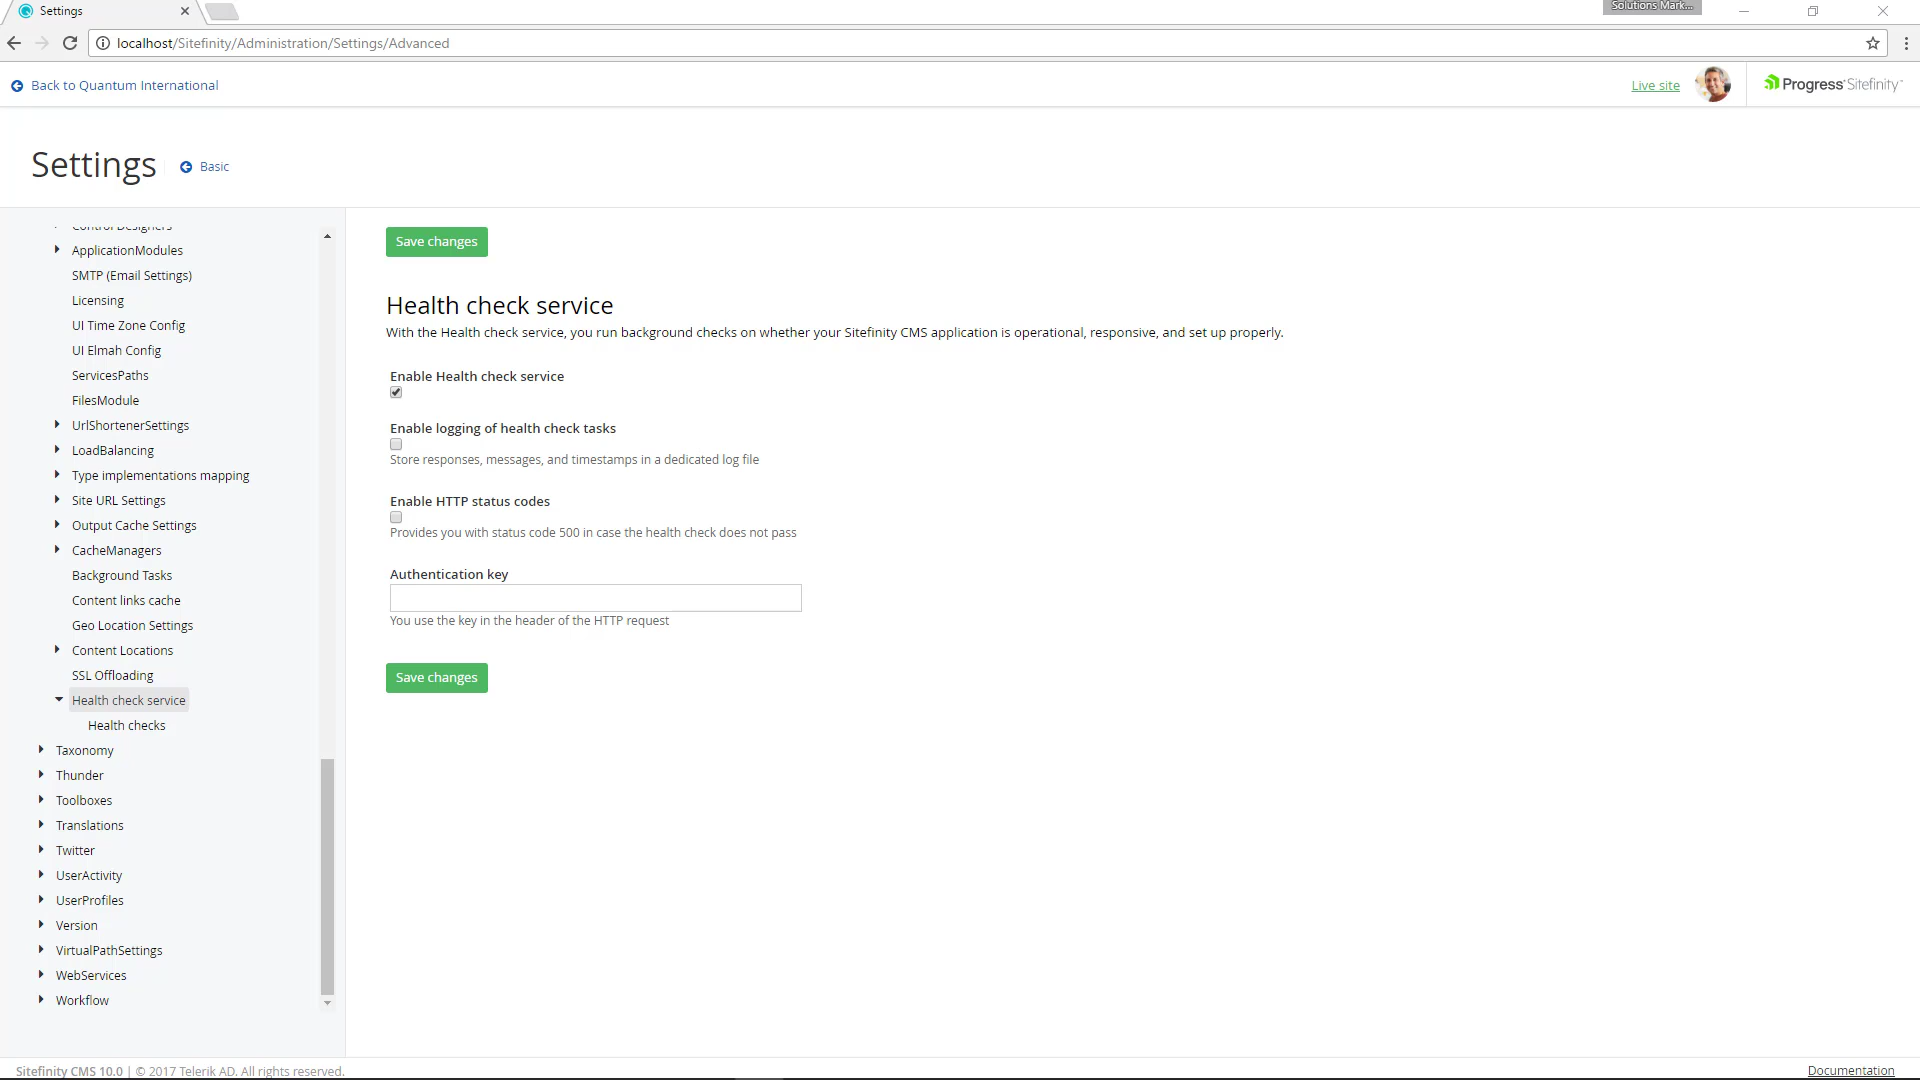 Settings
Solutions Mark...
localhost/Sitefinity/Administration/Settings/Advanced
Back to Quantum International
Live site
Progress Sitefinity
Settings
Basic
Control Designers
ApplicationModules
SMTP (Email Settings)
Licensing
UI Time Zone Config
UI Elmah Config
ServicesPaths
FilesModule
UrlShortenerSettings
LoadBalancing
Type implementations mapping
Site URL Settings
Output Cache Settings
CacheManagers
Background Tasks
Content links cache
Geo Location Settings
Content Locations
SSL Offloading
Health check service
Health checks
Taxonomy
Thunder
Toolboxes
Translations
Twitter
UserActivity
UserProfiles
Version
VirtualPathSettings
WebServices
Workflow
Save changes
Health check service
With the Health check service, you run background checks on whether your Sitefinity CMS application is operational, responsive, and set up properly.
Enable Health check service
Enable logging of health check tasks
Store responses, messages, and timestamps in a dedicated log file
Enable HTTP status codes
Provides you with status code 500 in case the health check does not pass
Authentication key
You use the key in the header of the HTTP request
Save changes
Sitefinity CMS 10.0 | © 2017 Telerik AD. All rights reserved.
Documentation